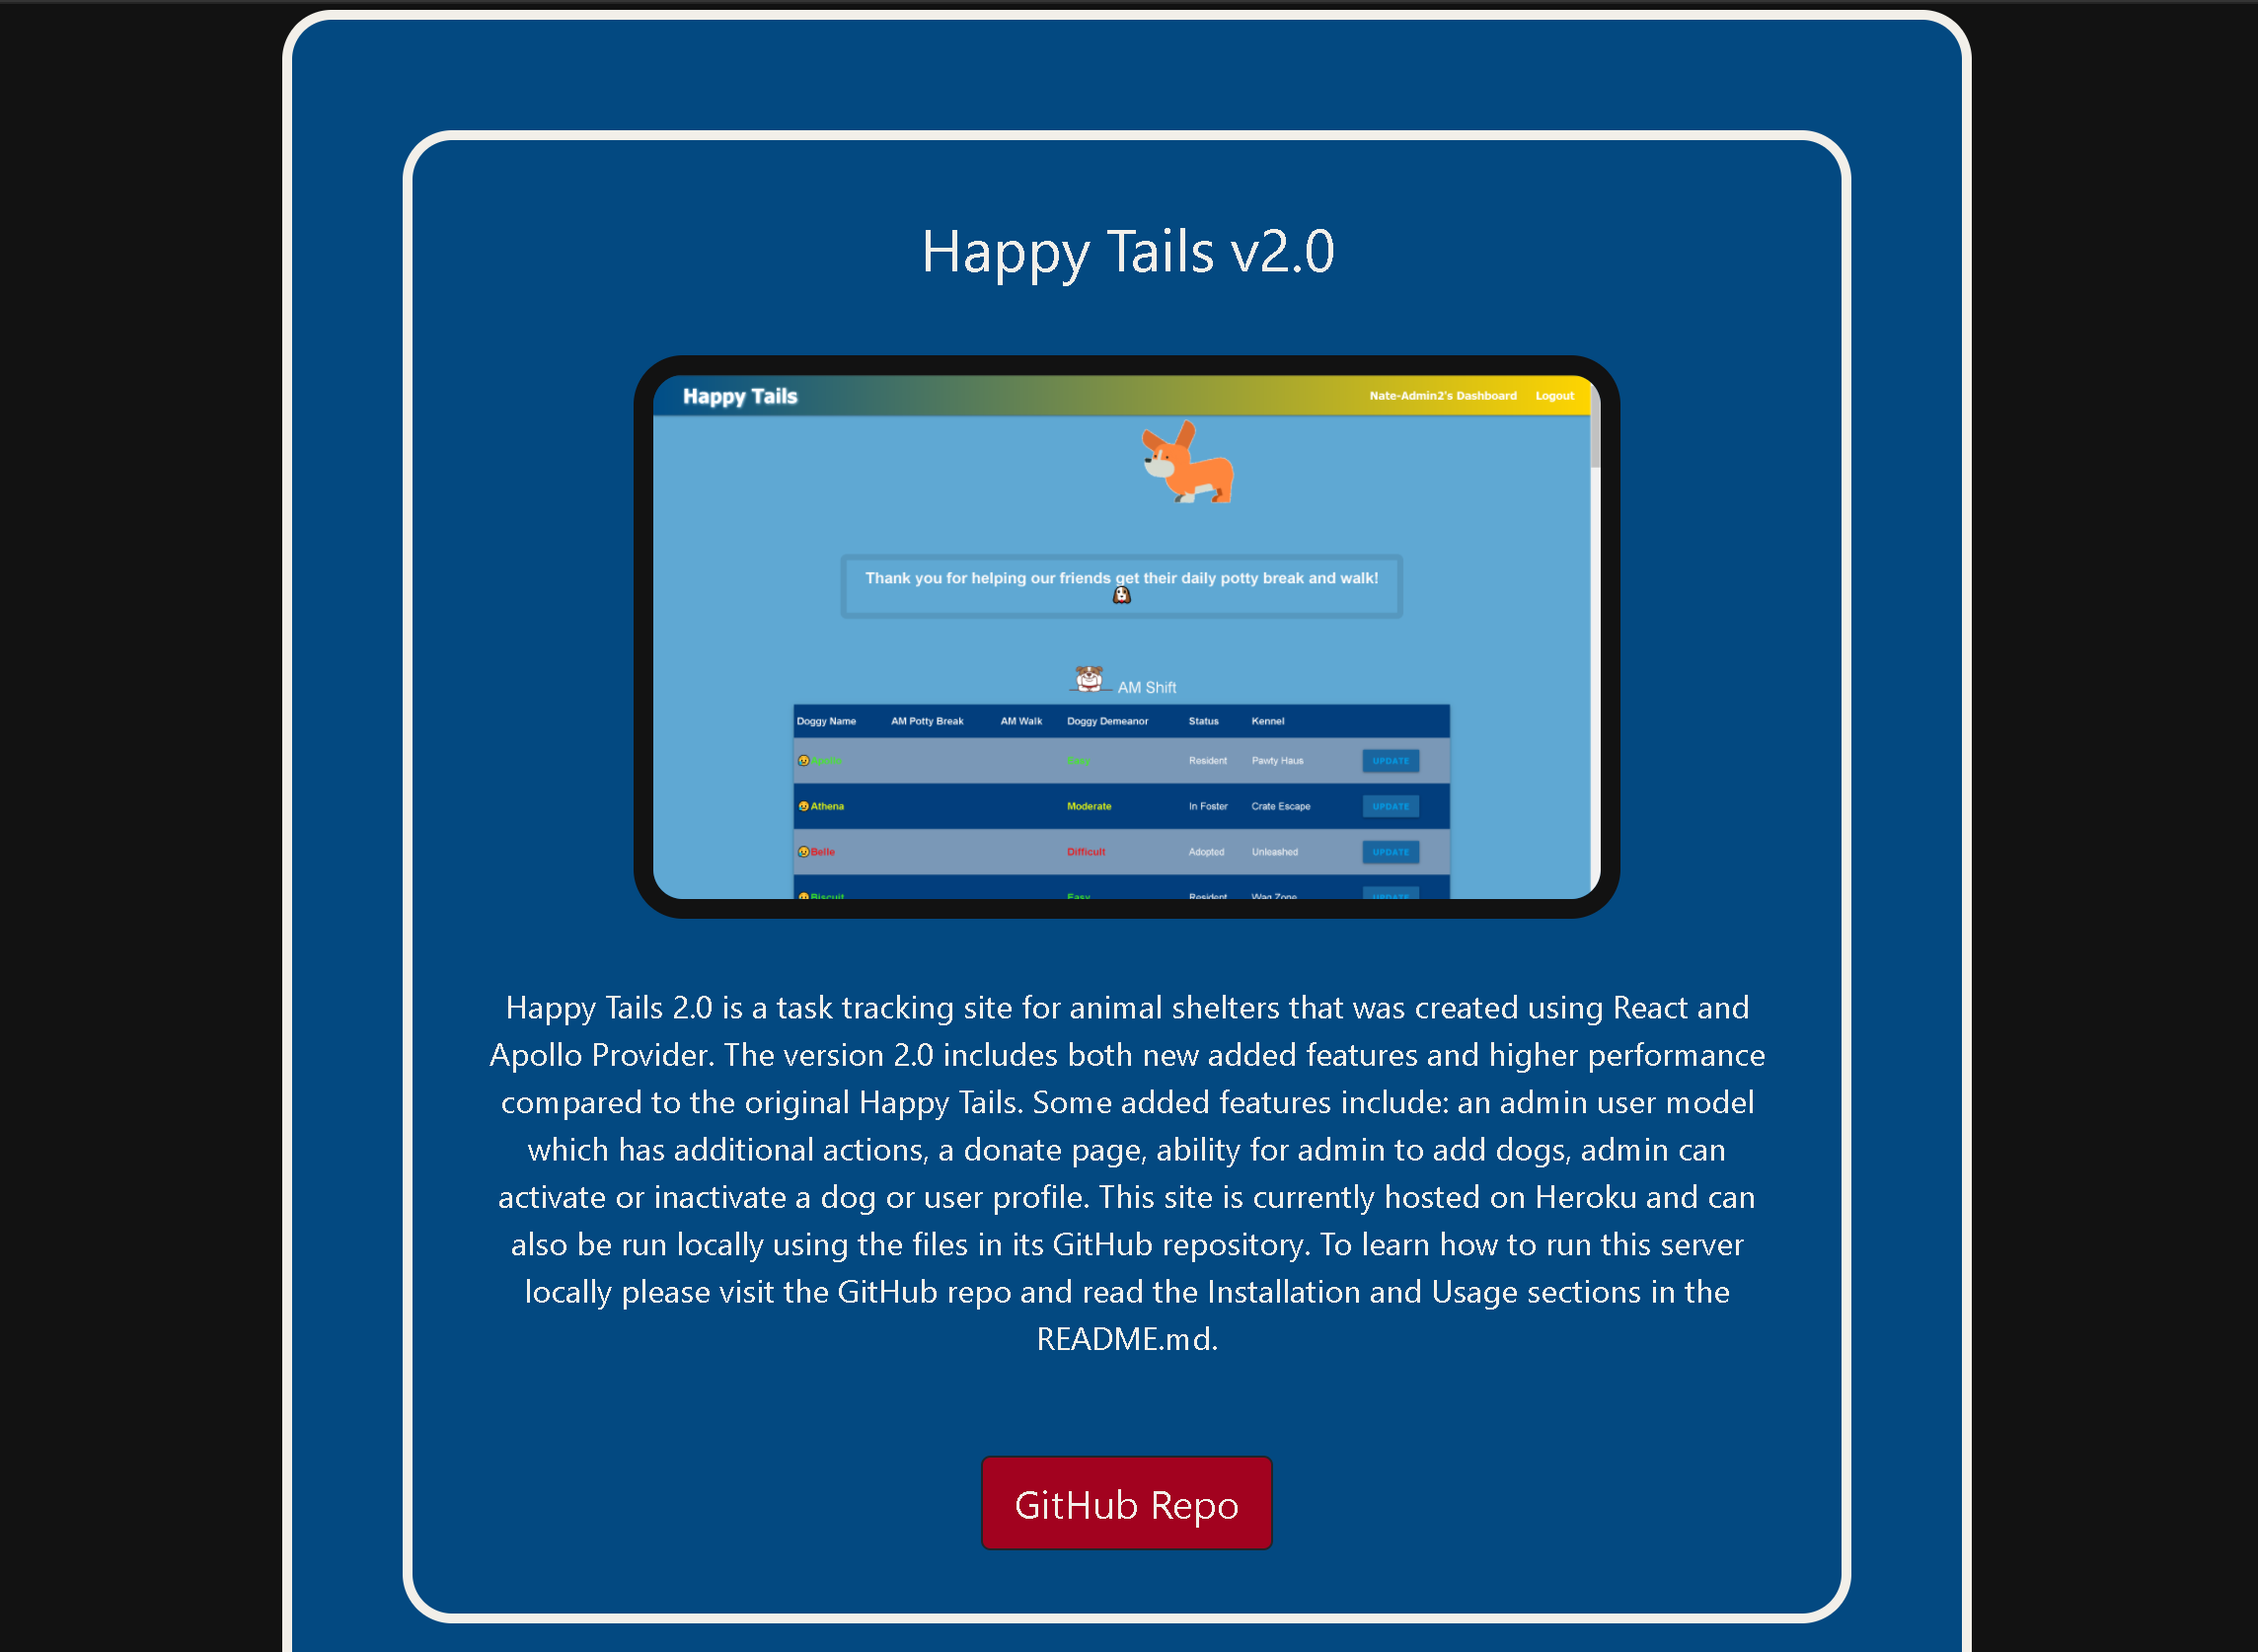 Happy Tails v2.0
Happy Tails
Nate-Admin2's Dashboard Logout
Thank you for helping our friends get their daily potty break and walk!
AM Shift
Doggy Name AM Potty Break AM Walk Doggy Demeanor Status Kennel
Apollo Easy Resident Pawty Haus UPDATE
Athena Moderate In Foster Crate Escape UPDATE
Belle Difficult Adopted Unleashed UPDATE
Biscuit Easy Resident Wag Zone UPDATE
Happy Tails 2.0 is a task tracking site for animal shelters that was created using React and
Apollo Provider. The version 2.0 includes both new added features and higher performance
compared to the original Happy Tails. Some added features include: an admin user model
which has additional actions, a donate page, ability for admin to add dogs, admin can
activate or inactivate a dog or user profile. This site is currently hosted on Heroku and can
also be run locally using the files in its GitHub repository. To learn how to run this server
locally please visit the GitHub repo and read the Installation and Usage sections in the
README.md.
GitHub Repo